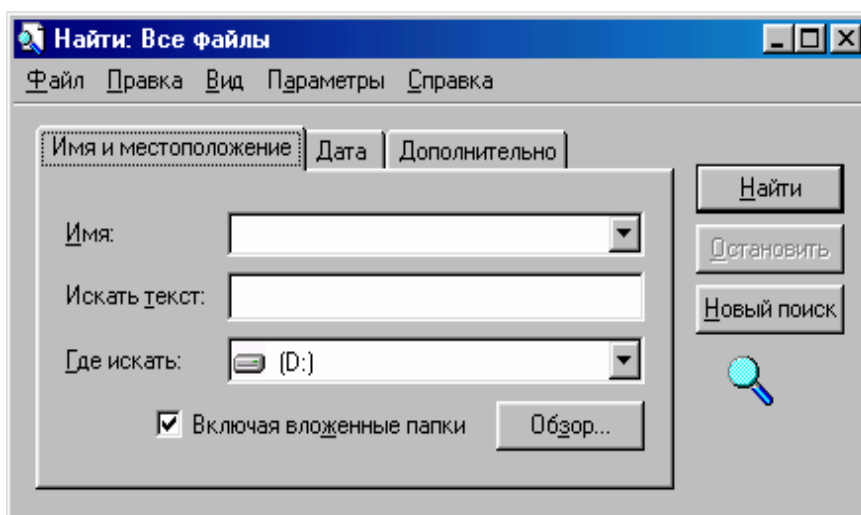 Найти: Все файлы
Файл Правка Вид Параметры Справка
Имя и местоположение Дата Дополнительно
Найти
Имя:
Остановить
Искать текст:
Новый поиск
Где искать: (D:)
Включая вложенные папки Обзор...